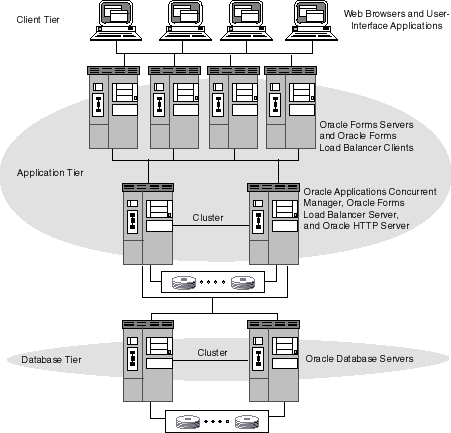 Client Tier
Web Browsers and User-
Interface Applications
Oracle Forms Servers
and Oracle Forms
Load Balancer Clients
Application Tier
Oracle Applications Concurrent
Manager, Oracle Forms
Load Balancer Server,
and Oracle HTTP Server
Cluster
Database Tier
Cluster
Oracle Database Servers